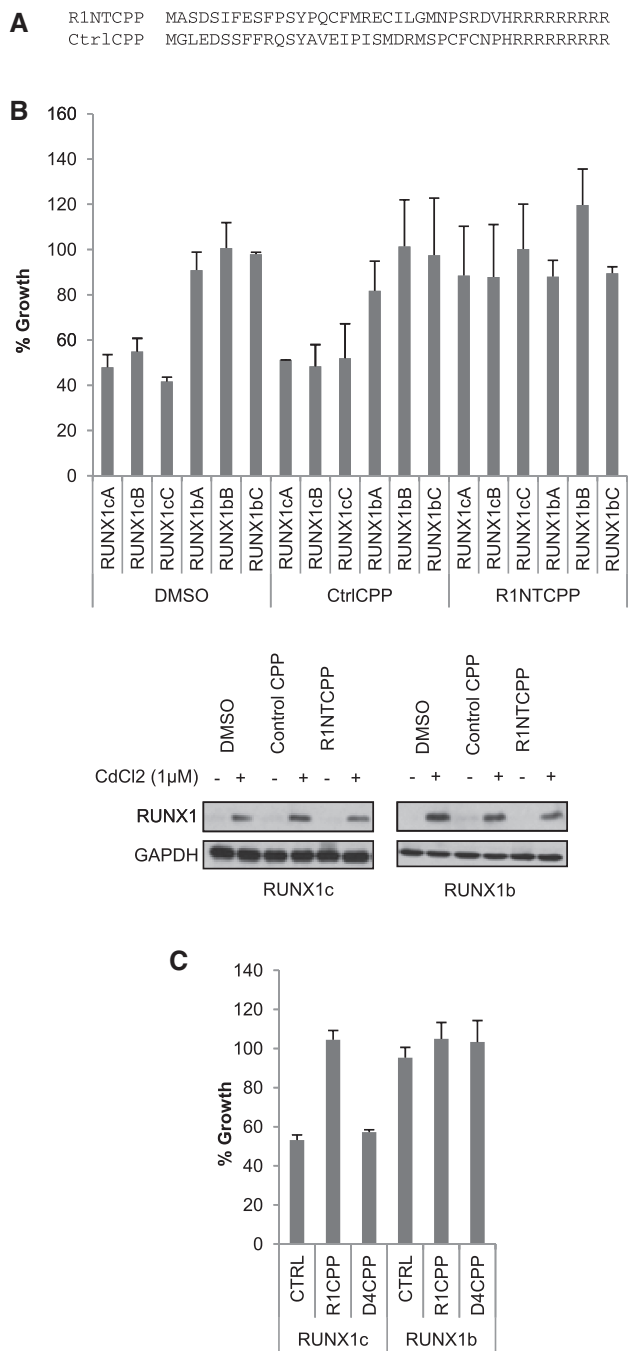 A
R1NTCPP MASDSIFESFPSYPQCFMRECILGMNPSRDVHRRRRRRRRR
CtrlCPP MGLEDSSFFRQSYAVEIPISMDRMSPCFCNPHRRRRRRRRR
B
160
140
120
100
80
60
40
20
0
% Growth
RUNX1cA RUNX1cB RUNX1cC RUNX1bA RUNX1bB RUNX1bC RUNX1cA RUNX1cB RUNX1cC RUNX1bA RUNX1bB RUNX1bC RUNX1cA RUNX1cB RUNX1cC RUNX1bA RUNX1bB RUNX1bC
DMSO CtrlCPP R1NTCPP
DMSO Control CPP R1NTCPP DMSO Control CPP R1NTCPP
CdCl2 (1µM) - + - + - + - + - + - +
RUNX1
GAPDH
RUNX1c RUNX1b
C
140
120
100
80
60
40
20
0
% Growth
CTRL R1CPP D4CPP CTRL R1CPP D4CPP
RUNX1c RUNX1b